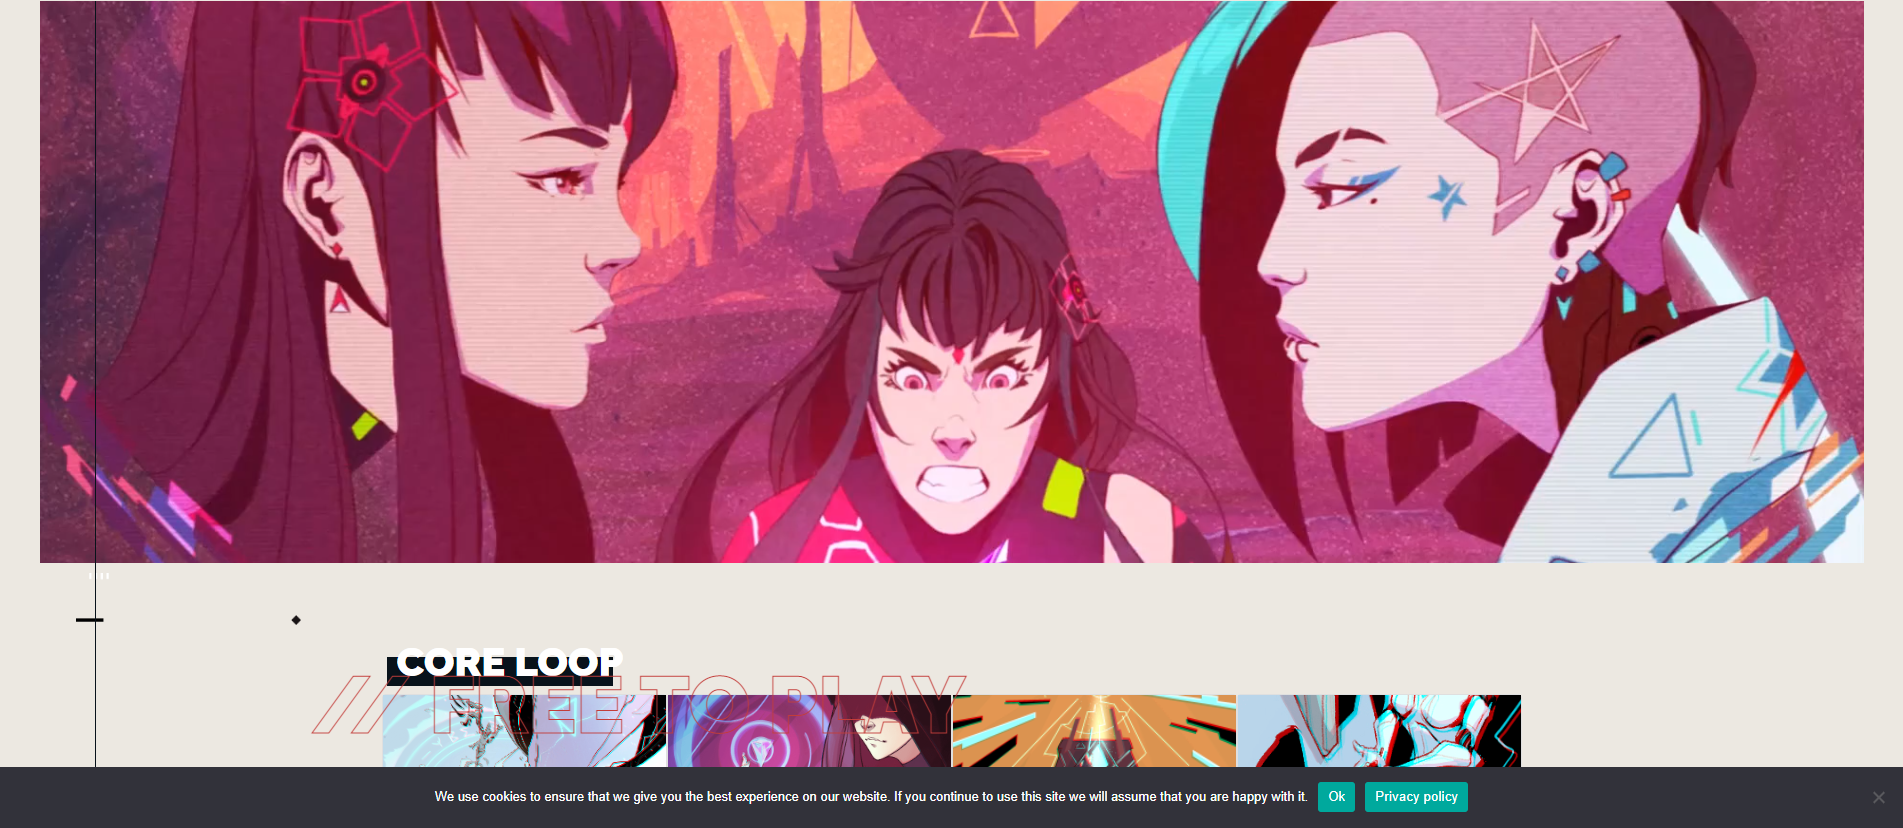 CORE LOOP
// FREE TO PLAY
We use cookies to ensure that we give you the best experience on our website. If you continue to use this site we will assume that you are happy with it. Ok Privacy policy